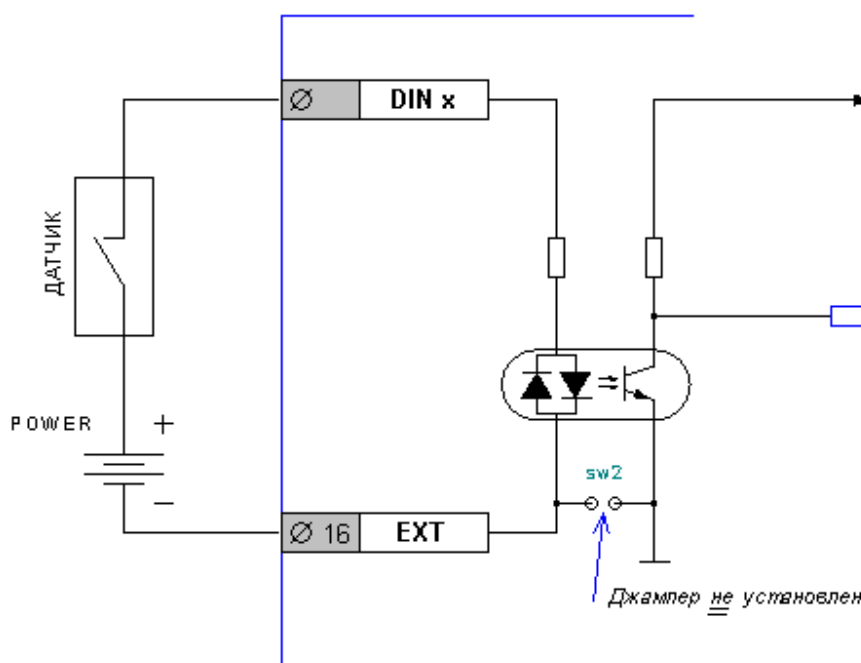 ∅ DIN x
ДАТЧИК
POWER
+
−
sw2
∅ 16 EXT
Джампер не установлен